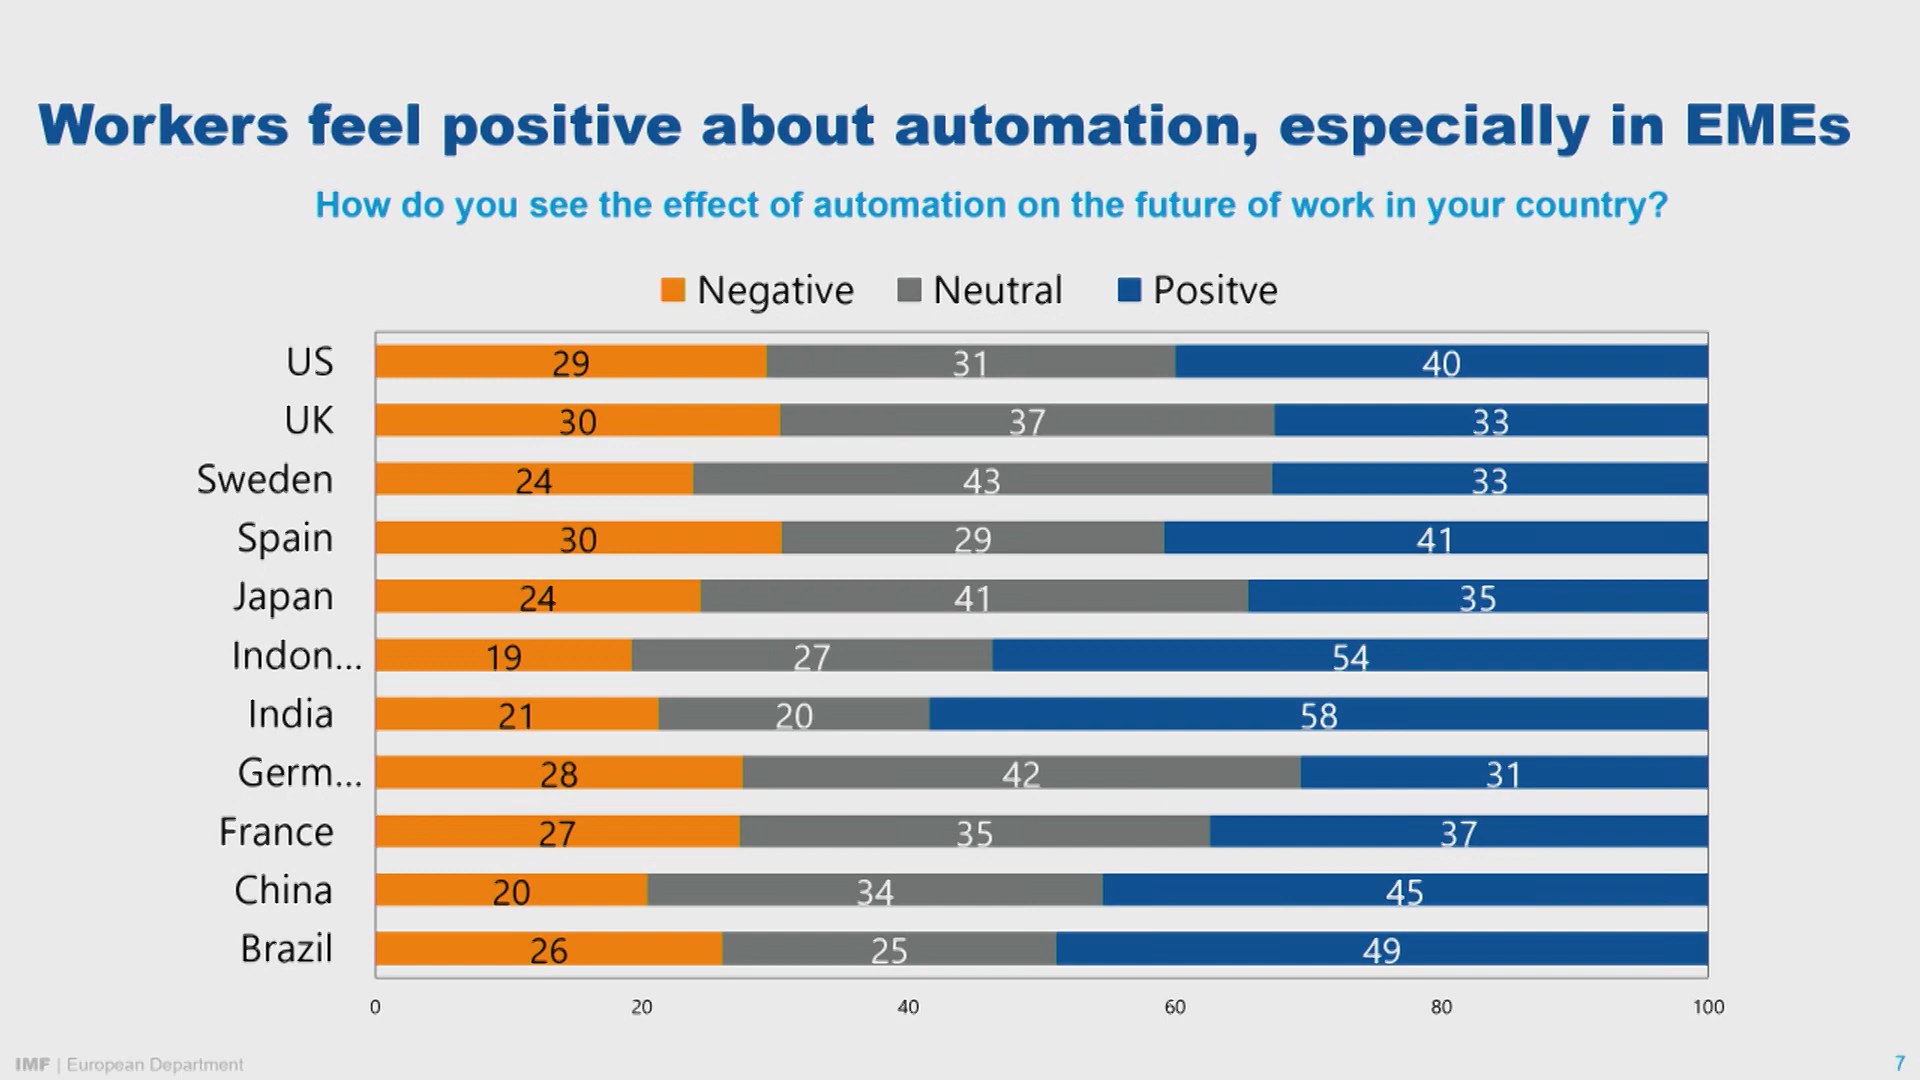 Workers feel positive about automation, especially in EMEs
How do you see the effect of automation on the future of work in your country?
Negative Neutral Positve
US 29 31 40
UK 30 37 33
Sweden 24 43 33
Spain 30 29 41
Japan 24 41 35
Indon... 19 27 54
India 21 20 58
Germ... 28 42 31
France 27 35 37
China 20 34 45
Brazil 26 25 49
0 20 40 60 80 100
IMF | European Department 7